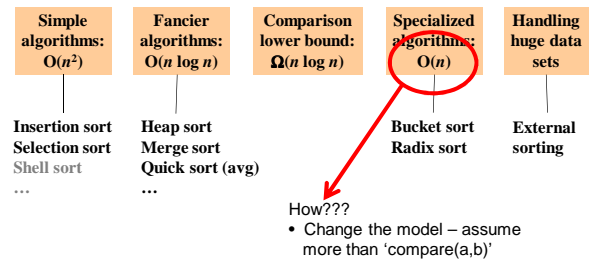 Simple
algorithms:
O(n²)
Fancier
algorithms:
O(n log n)
Comparison
lower bound:
Ω(n log n)
Specialized
algorithms:
O(n)
Handling
huge data
sets
Insertion sort
Selection sort
Shell sort
…
Heap sort
Merge sort
Quick sort (avg)
…
Bucket sort
Radix sort
External
sorting
How???
• Change the model – assume
more than ‘compare(a,b)’